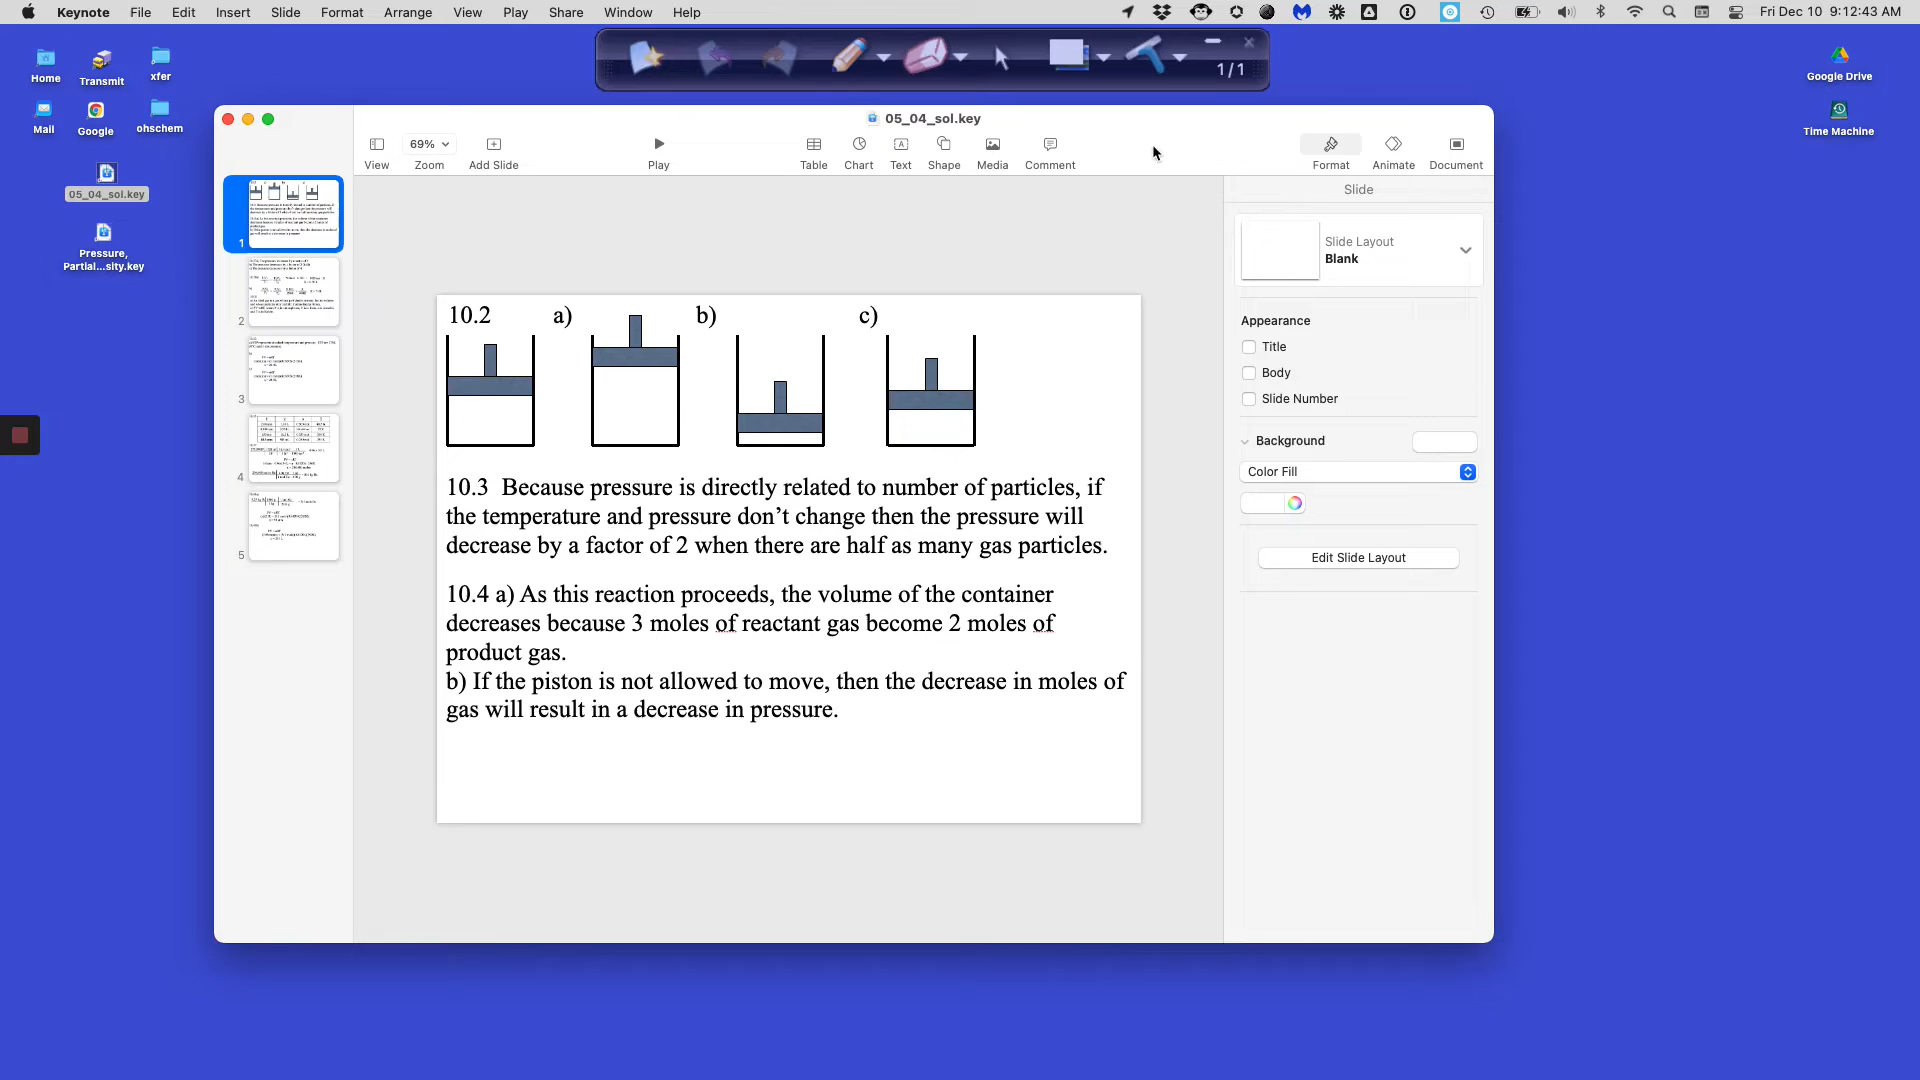 Keynote File Edit Insert Slide Format Arrange View Play Share Window Help
Fri Dec 10 9:12:43 AM
1/1
Home
Transmit
xfer
Mail
Google
ohschem
05_04_sol.key
Pressure,
Partial...sity.key
Google Drive
Time Machine
05_04_sol.key
69%
View Zoom Add Slide Play Table Chart Text Shape Media Comment Format Animate Document
1
2
3
4
5
10.2 a) b) c)
10.3 Because pressure is directly related to number of particles, if
the temperature and pressure don’t change then the pressure will
decrease by a factor of 2 when there are half as many gas particles.
10.4 a) As this reaction proceeds, the volume of the container
decreases because 3 moles of reactant gas become 2 moles of
product gas.
b) If the piston is not allowed to move, then the decrease in moles of
gas will result in a decrease in pressure.
Slide
Slide Layout
Blank
Appearance
Title
Body
Slide Number
Background
Color Fill
Edit Slide Layout